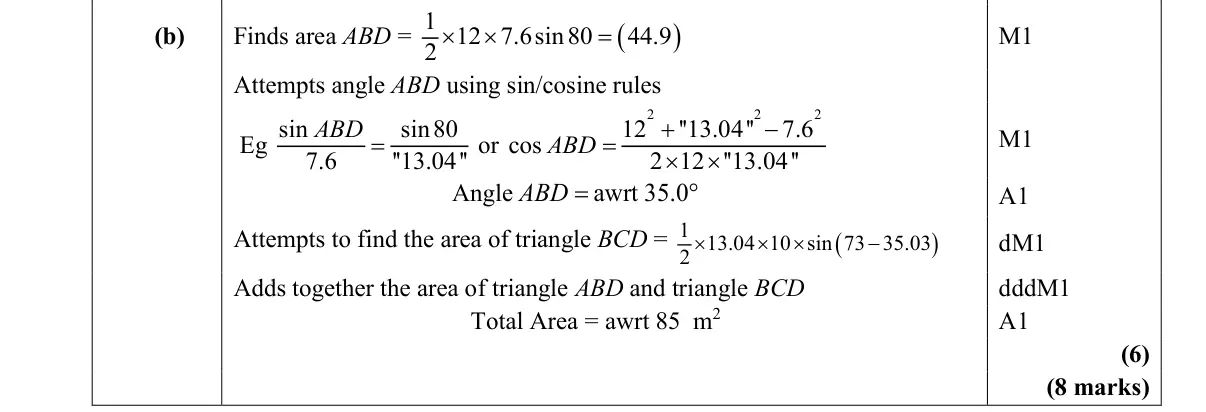 (b) Finds area ABD = 1/2 × 12 × 7.6 sin 80 = (44.9) M1
Attempts angle ABD using sin/cosine rules
Eg sin ABD / 7.6 = sin 80 / "13.04" or cos ABD = (12² + "13.04"² − 7.6²) / (2 × 12 × "13.04") M1
Angle ABD = awrt 35.0° A1
Attempts to find the area of triangle BCD = 1/2 × 13.04 × 10 × sin (73 − 35.03) dM1
Adds together the area of triangle ABD and triangle BCD dddM1
Total Area = awrt 85 m² A1
(6)
(8 marks)